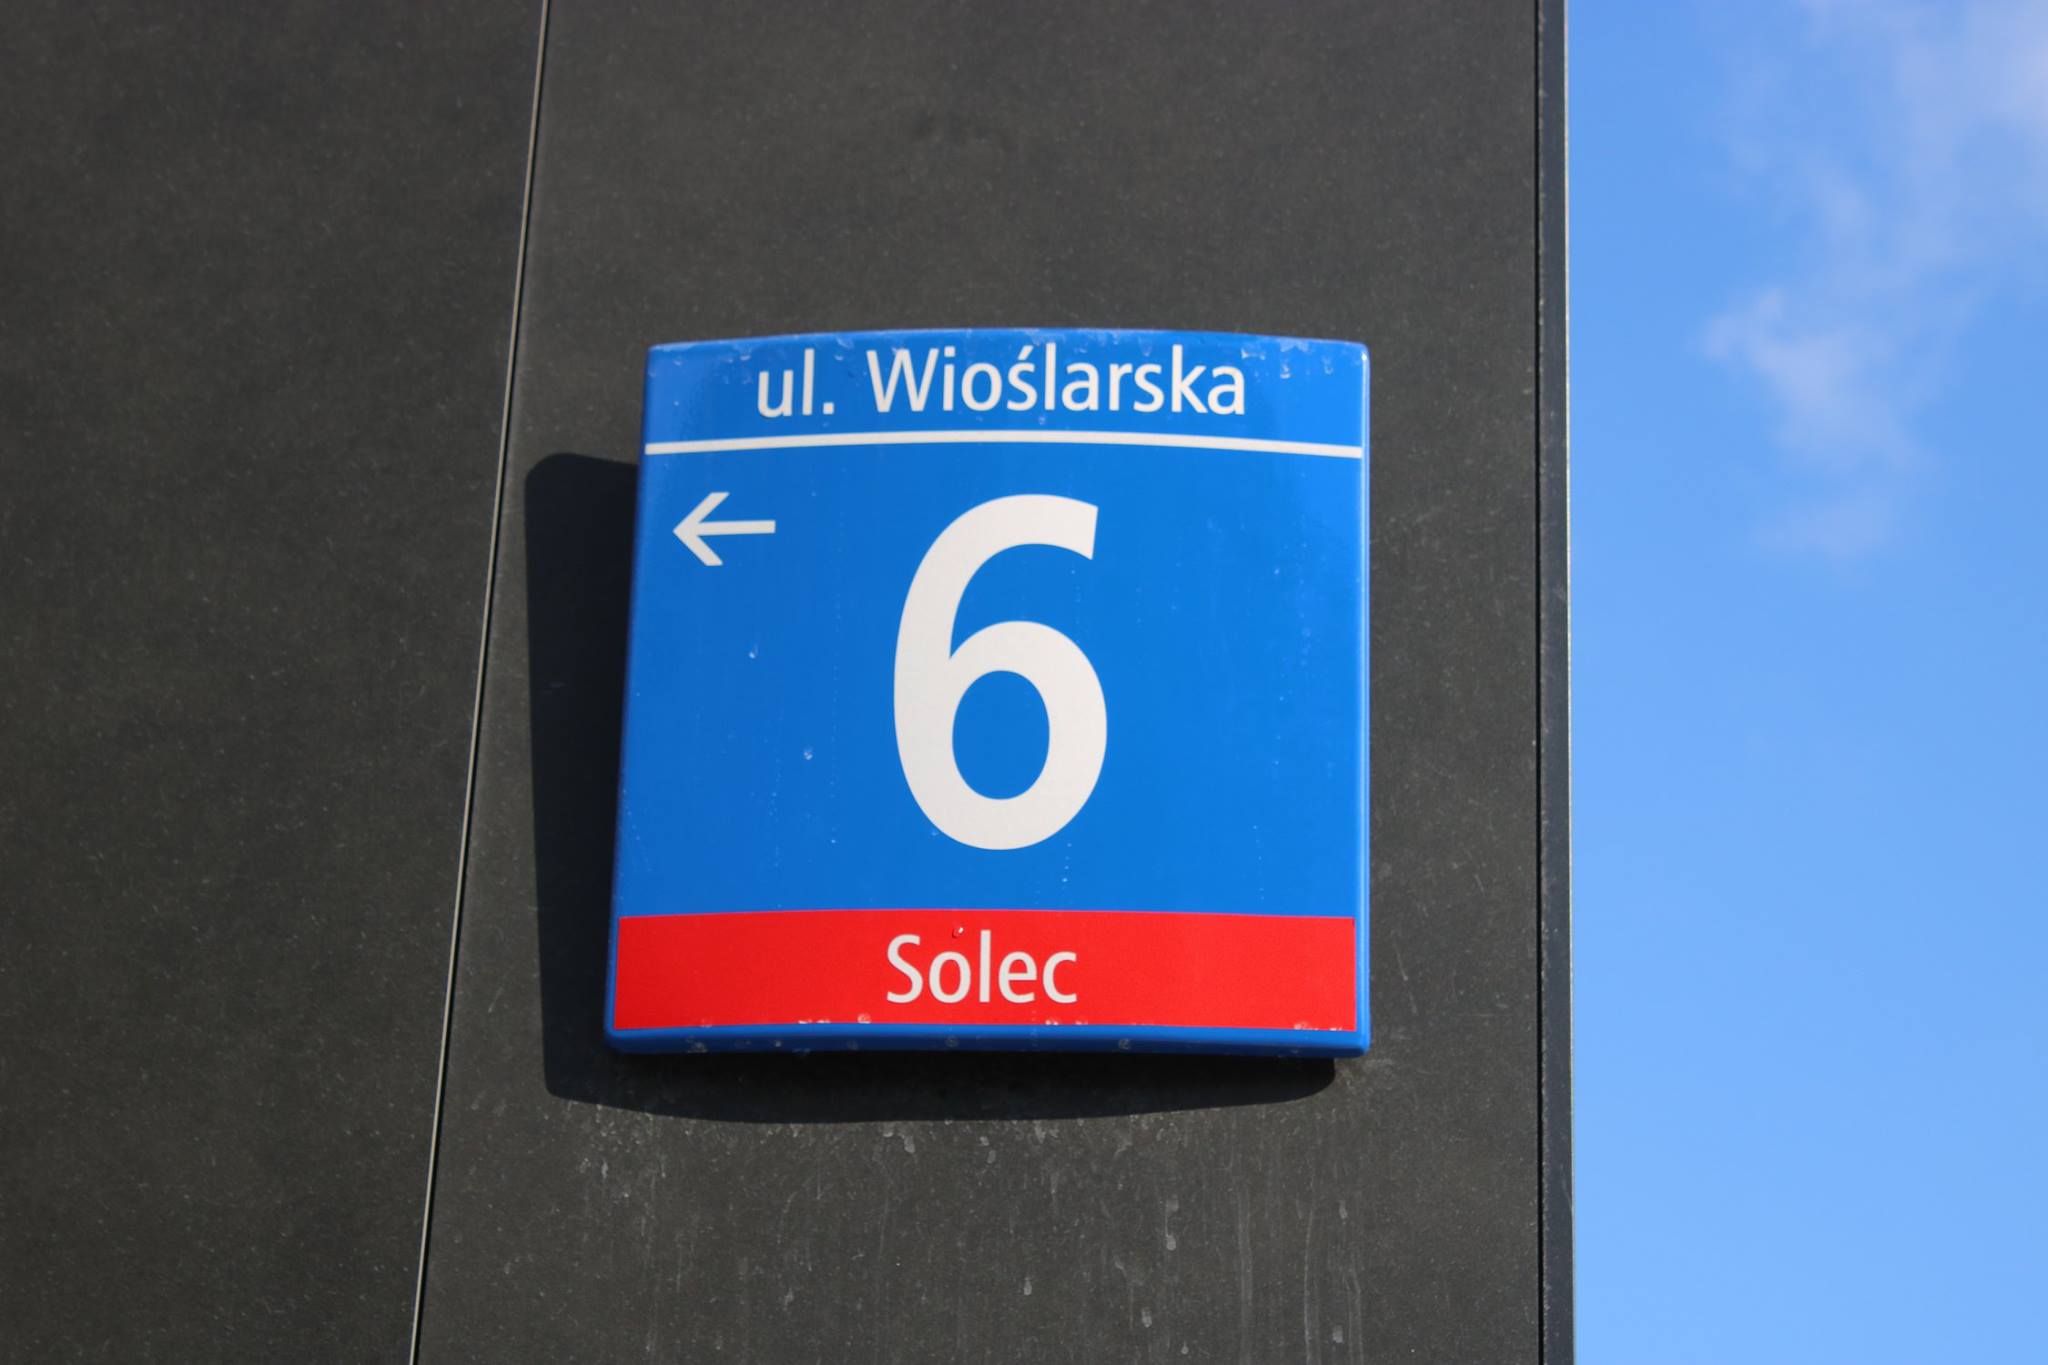 ul. Wioślarska
← 6
Solec